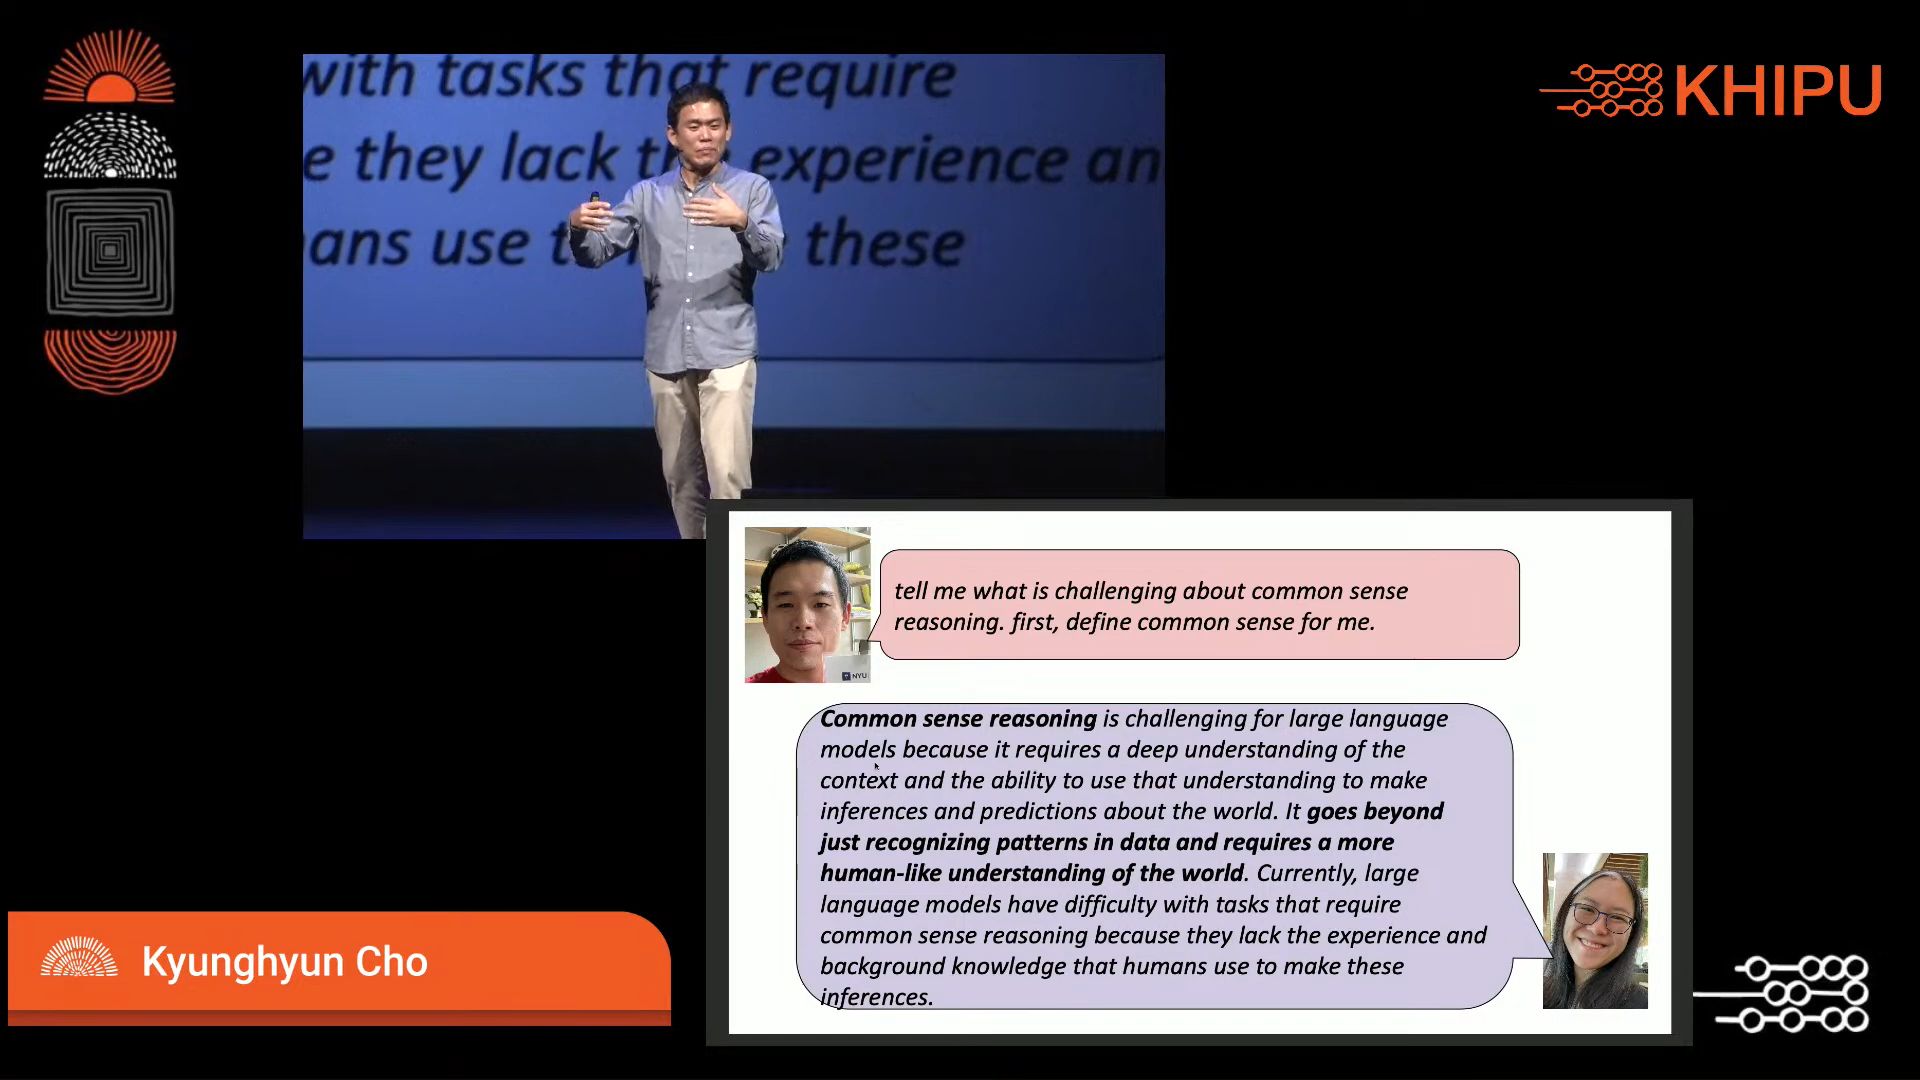 with tasks that require
e they lack the experience an
ans use t these
KHIPU
tell me what is challenging about common sense
reasoning. first, define common sense for me.
NYU
Common sense reasoning is challenging for large language
models because it requires a deep understanding of the
context and the ability to use that understanding to make
inferences and predictions about the world. It goes beyond
just recognizing patterns in data and requires a more
human-like understanding of the world. Currently, large
language models have difficulty with tasks that require
common sense reasoning because they lack the experience and
background knowledge that humans use to make these
inferences.
Kyunghyun Cho